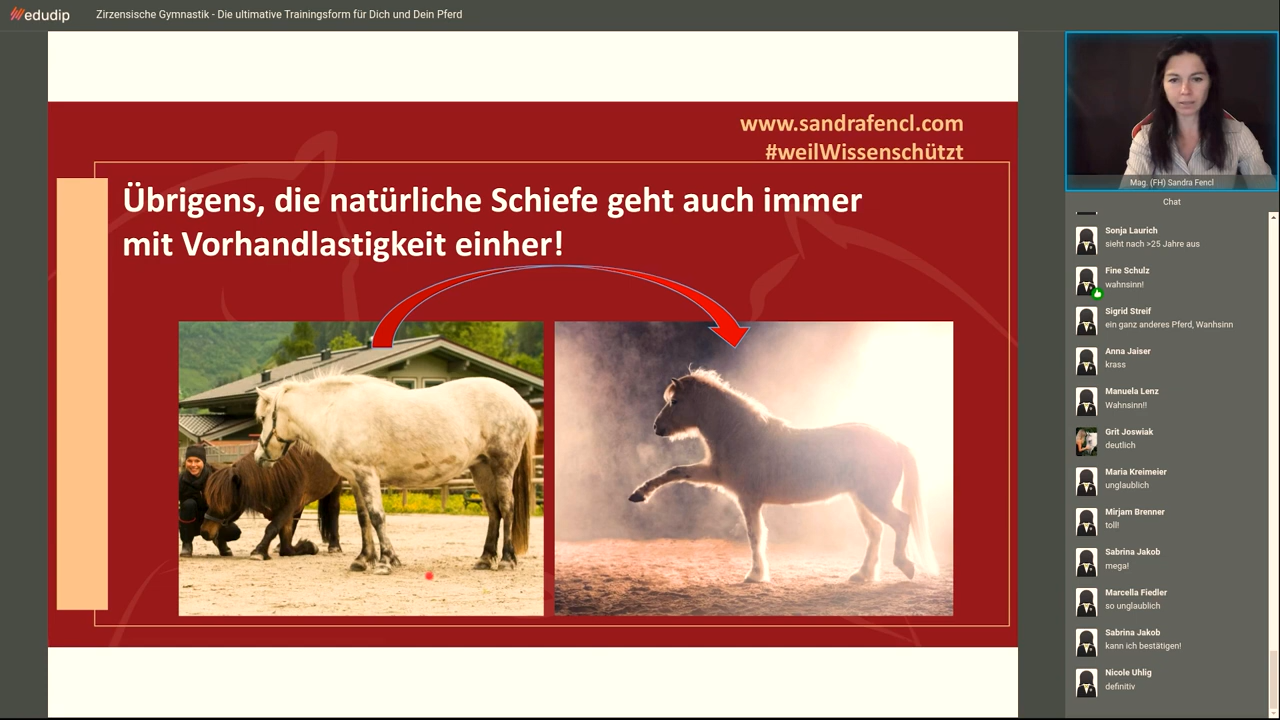 edudip
Zirzensische Gymnastik - Die ultimative Trainingsform für Dich und Dein Pferd
www.sandrafencl.com
#weilWissenschützt
Übrigens, die natürliche Schiefe geht auch immer
mit Vorhandlastigkeit einher!
Mag. (FH) Sandra Fencl
Chat
Sonja Laurich
sieht nach >25 Jahre aus
Fine Schulz
wahnsinn!
Sigrid Streif
ein ganz anderes Pferd, Wanhsinn
Anna Jaiser
krass
Manuela Lenz
Wahnsinn!!
Grit Joswiak
deutlich
Maria Kreimeier
unglaublich
Mirjam Brenner
toll!
Sabrina Jakob
mega!
Marcella Fiedler
so unglaublich
Sabrina Jakob
kann ich bestätigen!
Nicole Uhlig
definitiv